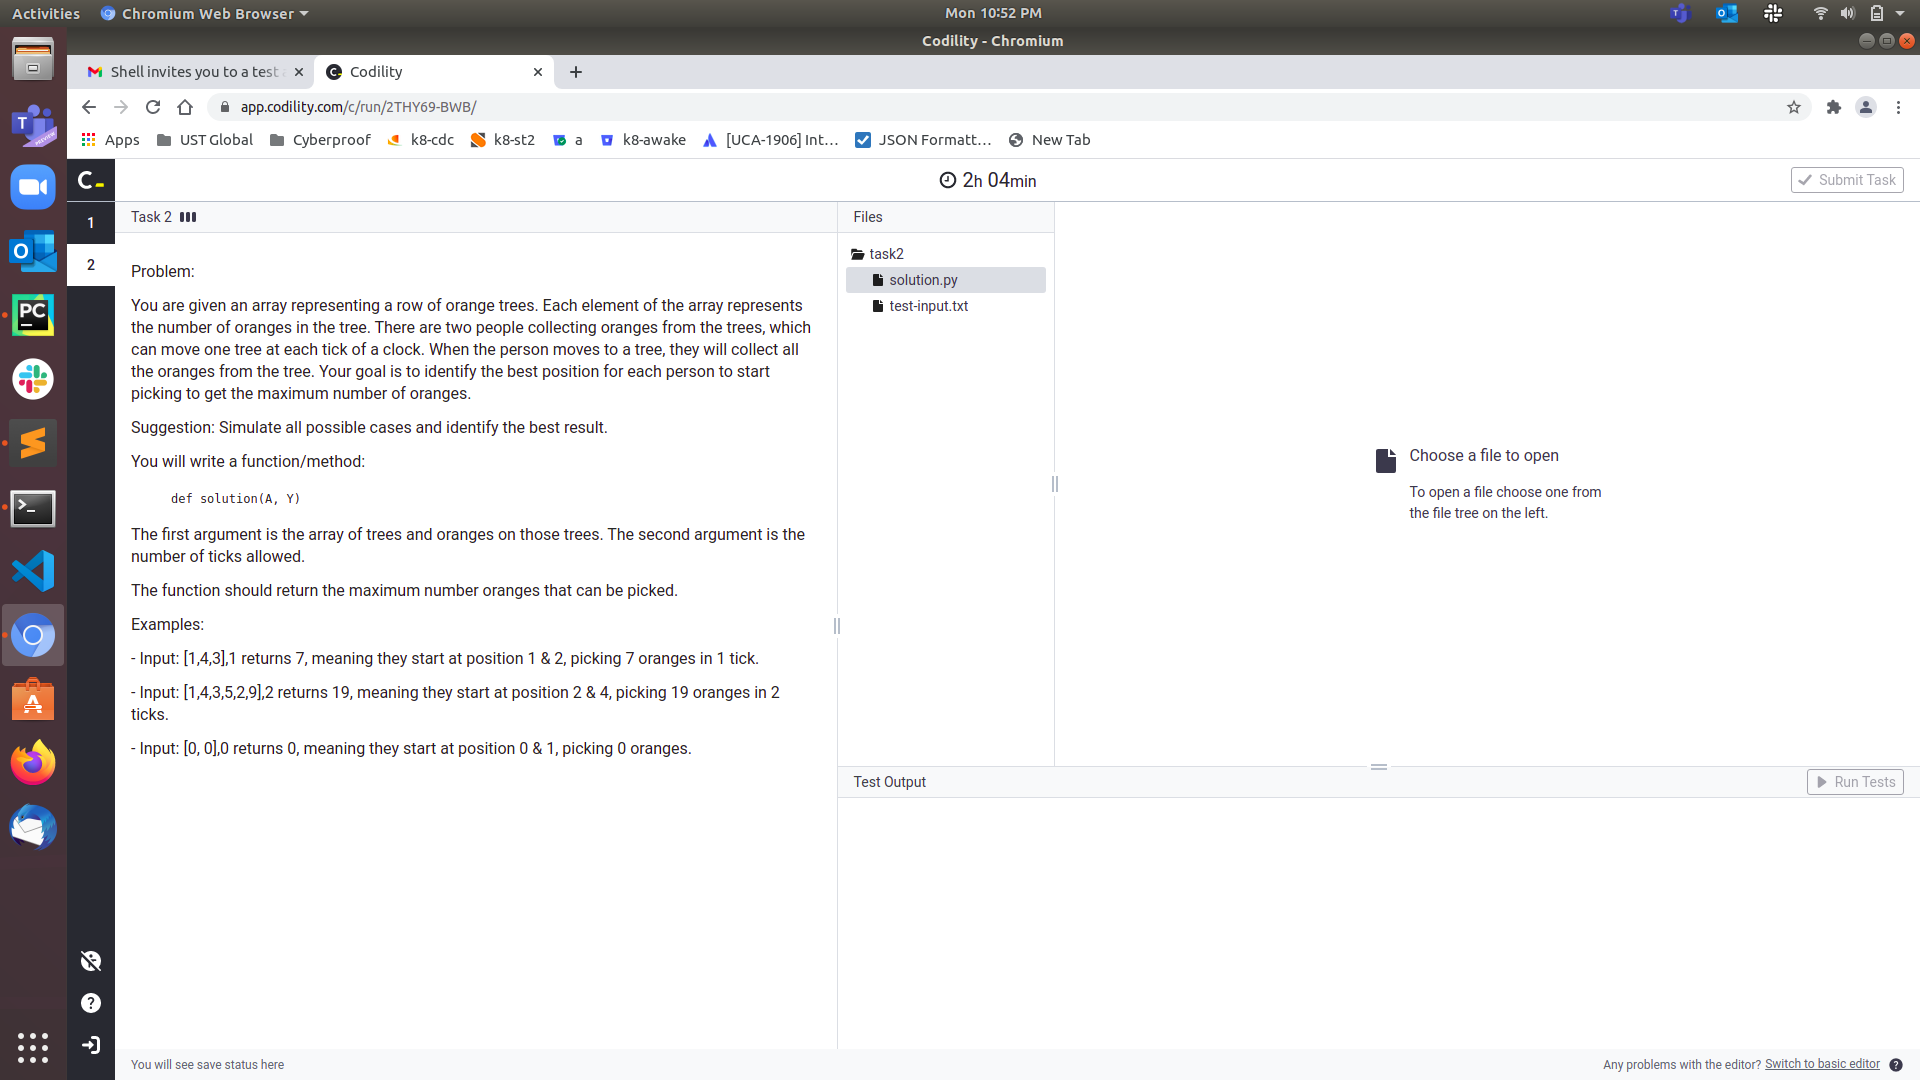 Activities
Chromium Web Browser
Mon 10:52 PM
Codility - Chromium
Shell invites you to a test
Codility
app.codility.com/c/run/2THY69-BWB/
Apps
UST Global
Cyberproof
k8-cdc
k8-st2
a
k8-awake
[UCA-1906] Int...
JSON Formatt...
New Tab
2h 04min
Submit Task
1
2
Task 2
Problem:
You are given an array representing a row of orange trees. Each element of the array represents
the number of oranges in the tree. There are two people collecting oranges from the trees, which
can move one tree at each tick of a clock. When the person moves to a tree, they will collect all
the oranges from the tree. Your goal is to identify the best position for each person to start
picking to get the maximum number of oranges.
Suggestion: Simulate all possible cases and identify the best result.
You will write a function/method:
def solution(A, Y)
The first argument is the array of trees and oranges on those trees. The second argument is the
number of ticks allowed.
The function should return the maximum number oranges that can be picked.
Examples:
- Input: [1,4,3],1 returns 7, meaning they start at position 1 & 2, picking 7 oranges in 1 tick.
- Input: [1,4,3,5,2,9],2 returns 19, meaning they start at position 2 & 4, picking 19 oranges in 2
ticks.
- Input: [0, 0],0 returns 0, meaning they start at position 0 & 1, picking 0 oranges.
Files
task2
solution.py
test-input.txt
Choose a file to open
To open a file choose one from
the file tree on the left.
Test Output
Run Tests
You will see save status here
Any problems with the editor? Switch to basic editor